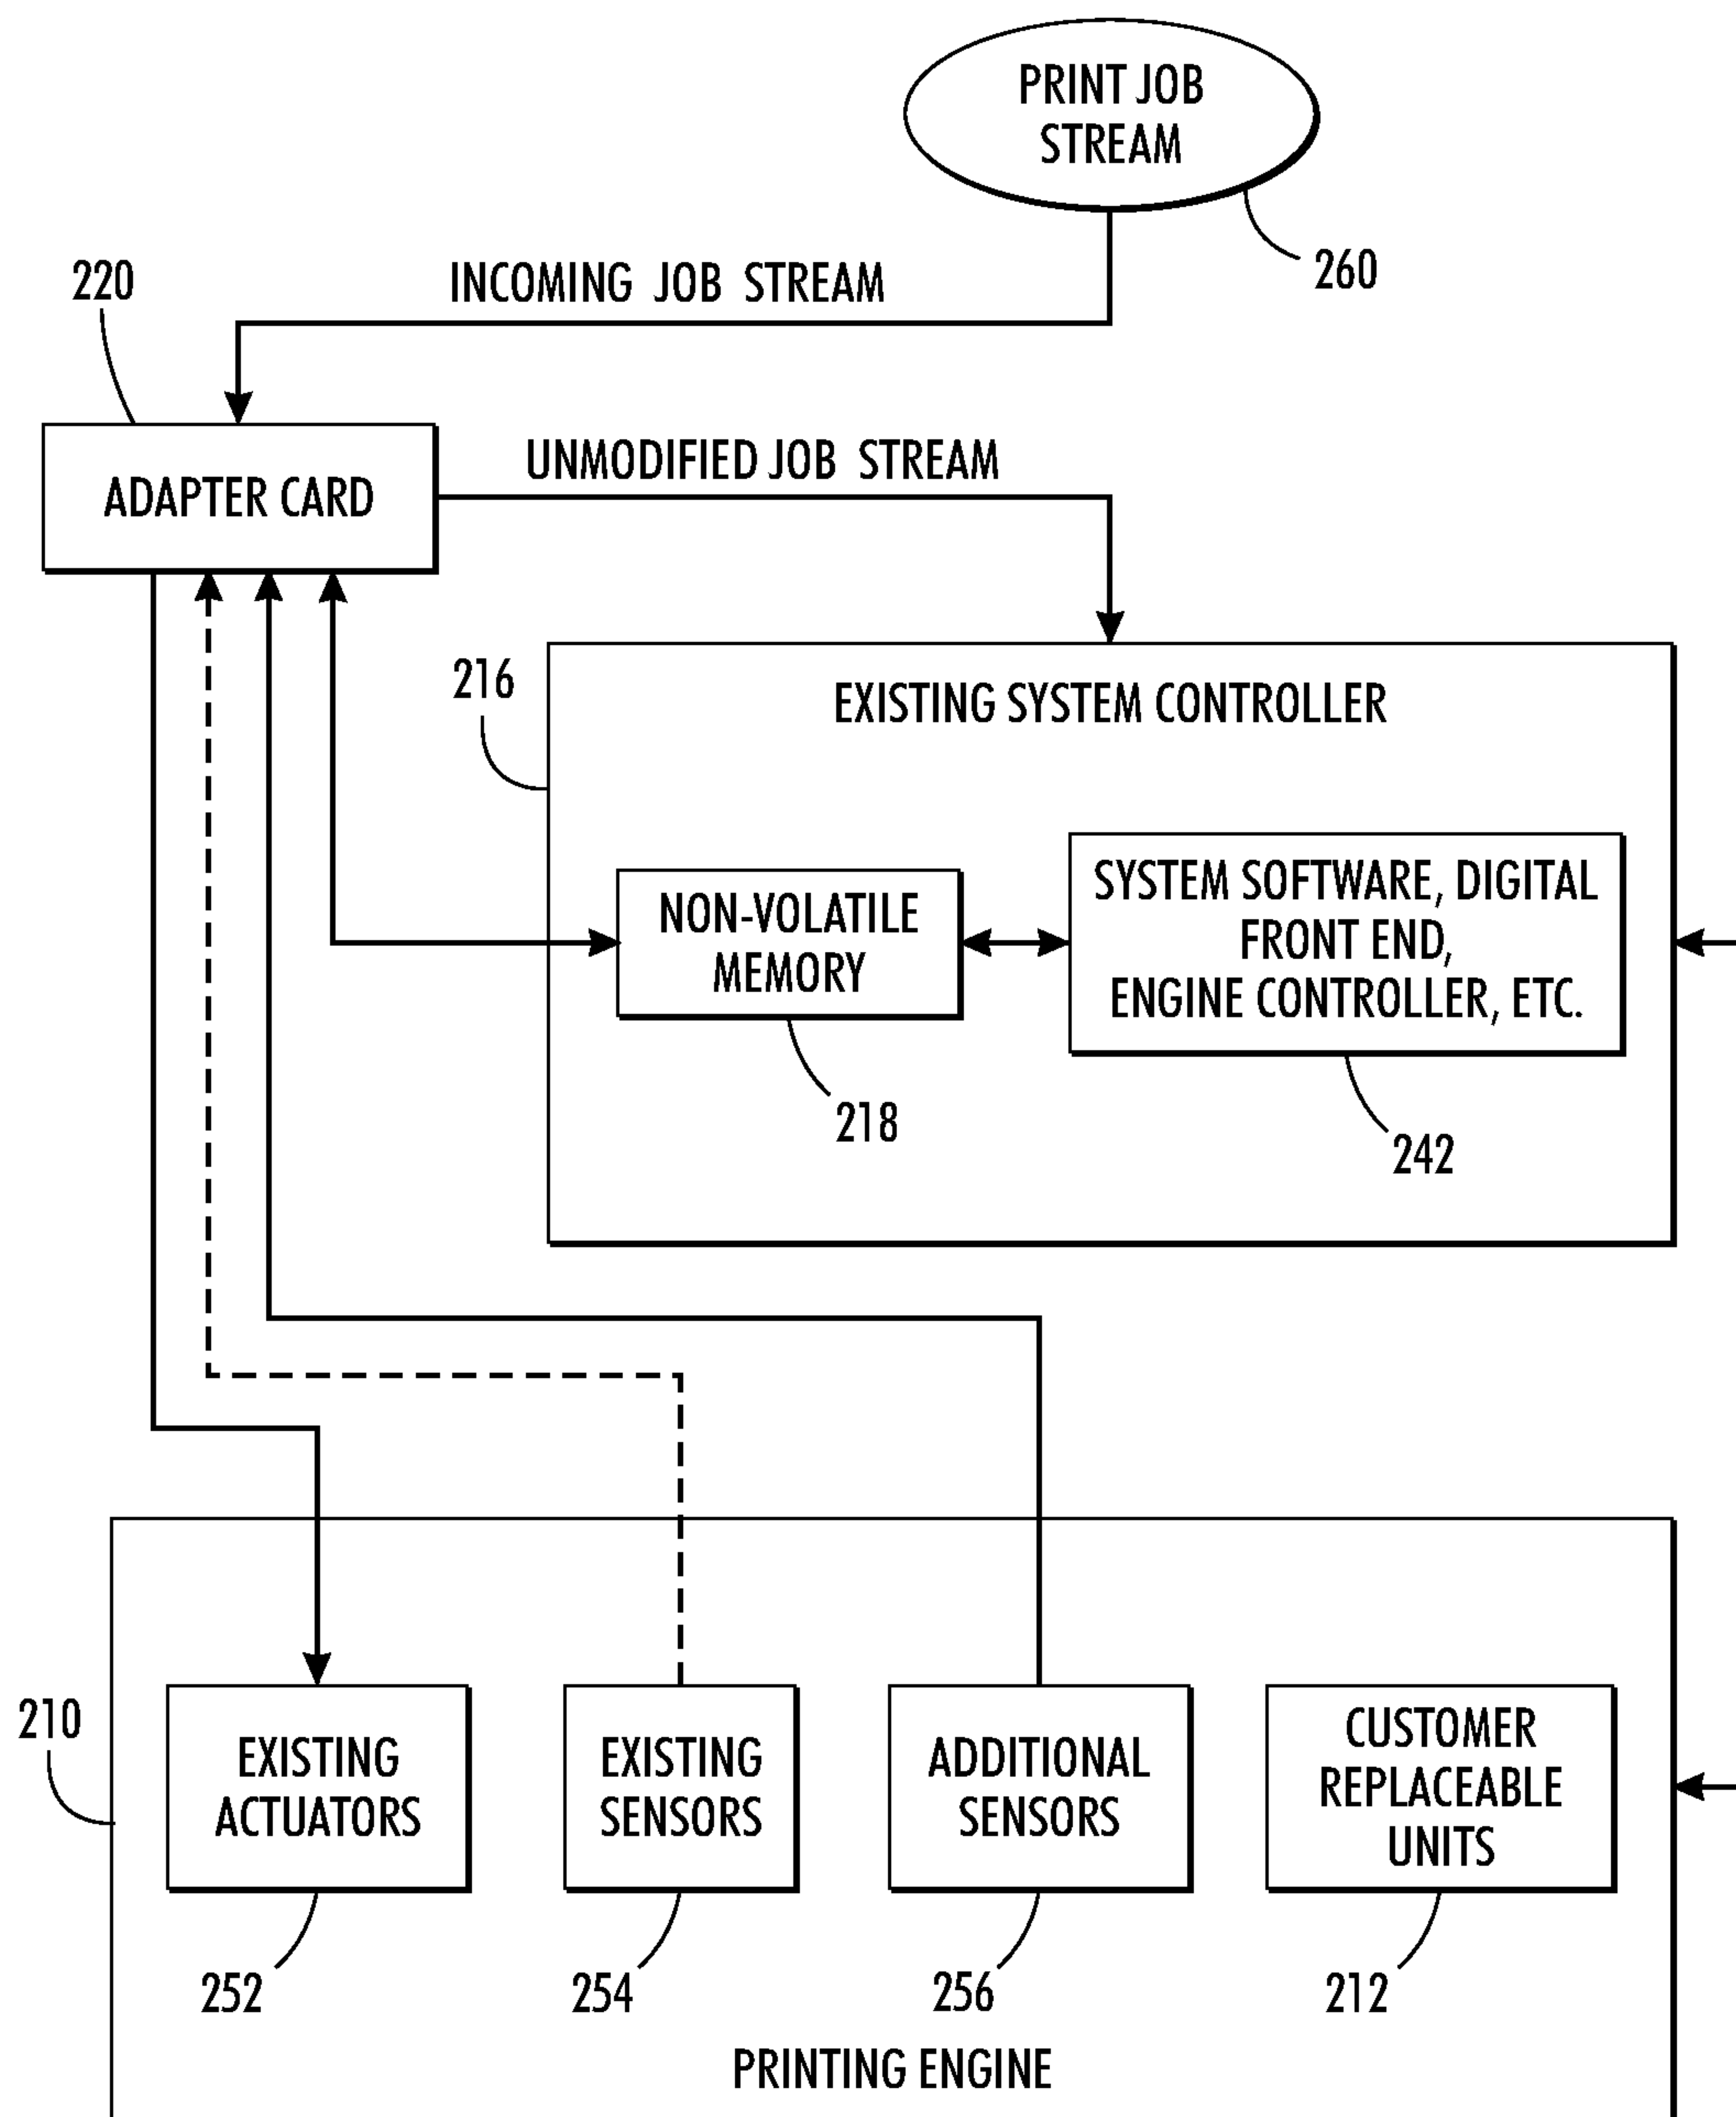 PRINT JOB
STREAM
260
INCOMING JOB STREAM
220
ADAPTER CARD
UNMODIFIED JOB STREAM
216
EXISTING SYSTEM CONTROLLER
NON-VOLATILE
MEMORY
218
SYSTEM SOFTWARE, DIGITAL
FRONT END,
ENGINE CONTROLLER, ETC.
242
210
EXISTING
ACTUATORS
252
EXISTING
SENSORS
254
ADDITIONAL
SENSORS
256
CUSTOMER
REPLACEABLE
UNITS
212
PRINTING ENGINE